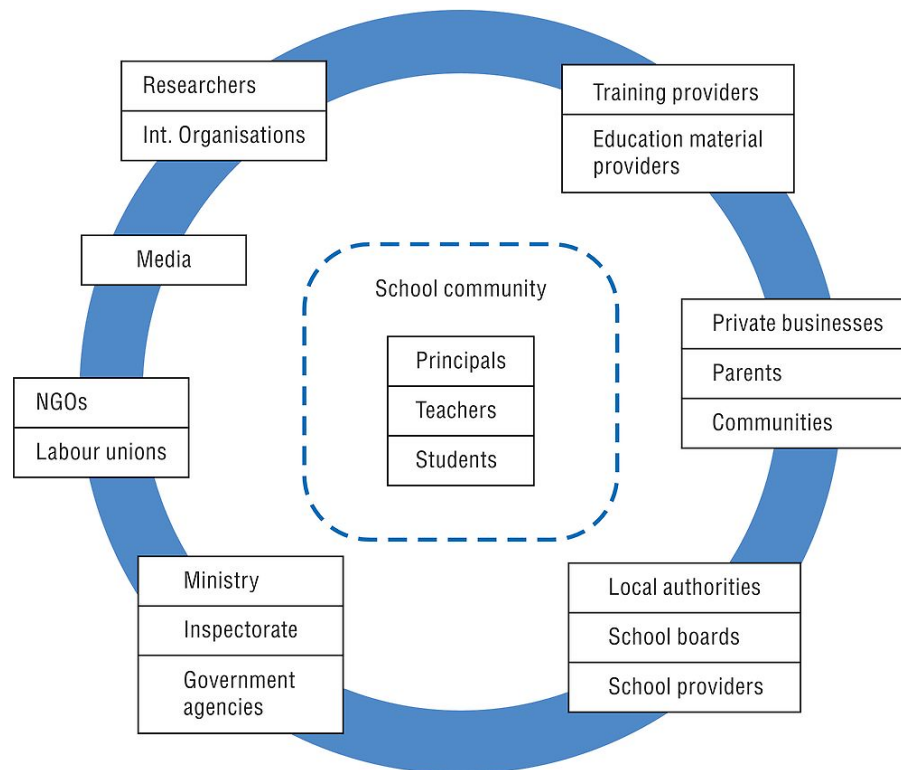 Researchers
Int. Organisations
Training providers
Education material
providers
Media
School community
Principals
Teachers
Students
Private businesses
Parents
Communities
NGOs
Labour unions
Ministry
Inspectorate
Government
agencies
Local authorities
School boards
School providers